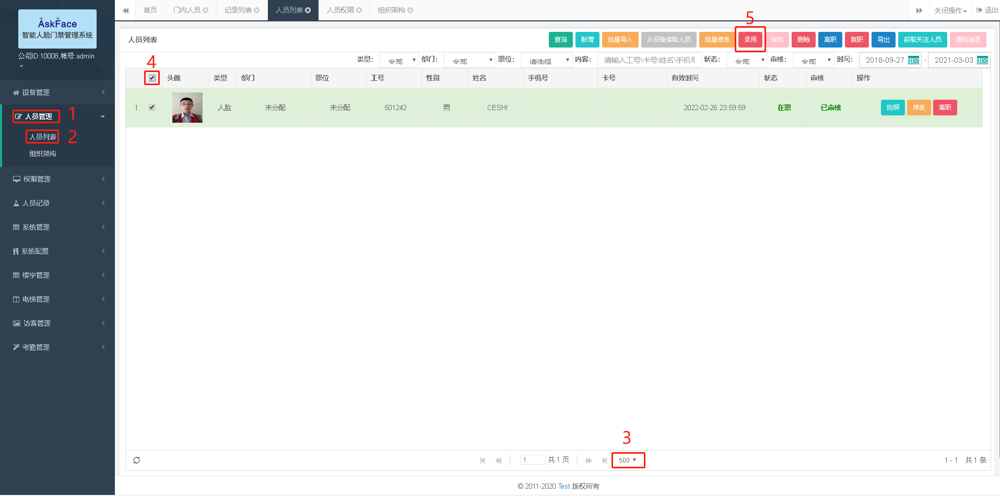 AskFace
智能人脸门禁管理系统
公司ID:10008,帐号:admin
设备管理
人员管理 1
人员列表 2
组织架构
权限管理
人员记录
系统管理
系统配置
楼宇管理
电梯管理
访客管理
考勤管理
首页 门内人员 记录列表 人员列表 人员权限 组织架构 关闭操作 退出
5
人员列表 查询 新增 批量导入 从设备读取人员 批量修改 录用 审批 删除 离职 复职 导出 获取关注人员 通知消息
类型: 全部 部门: 全部 职位: 请选择 内容: 请输入工号\卡号\姓名\手机号 状态: 全部 审核: 全部 时间: 2018-09-27 - 2021-03-03
4
头像 类型 部门 职位 工号 性别 姓名 手机号 卡号 有效时间 状态 审核 操作
1 人脸 未分配 未分配 501242 男 CESHI 2022-02-26 23:59:59 在职 已审核 拍照 修改 离职
3
1 共 1 页 500 1 - 1 共 1 条
© 2011-2020 Test 版权所有